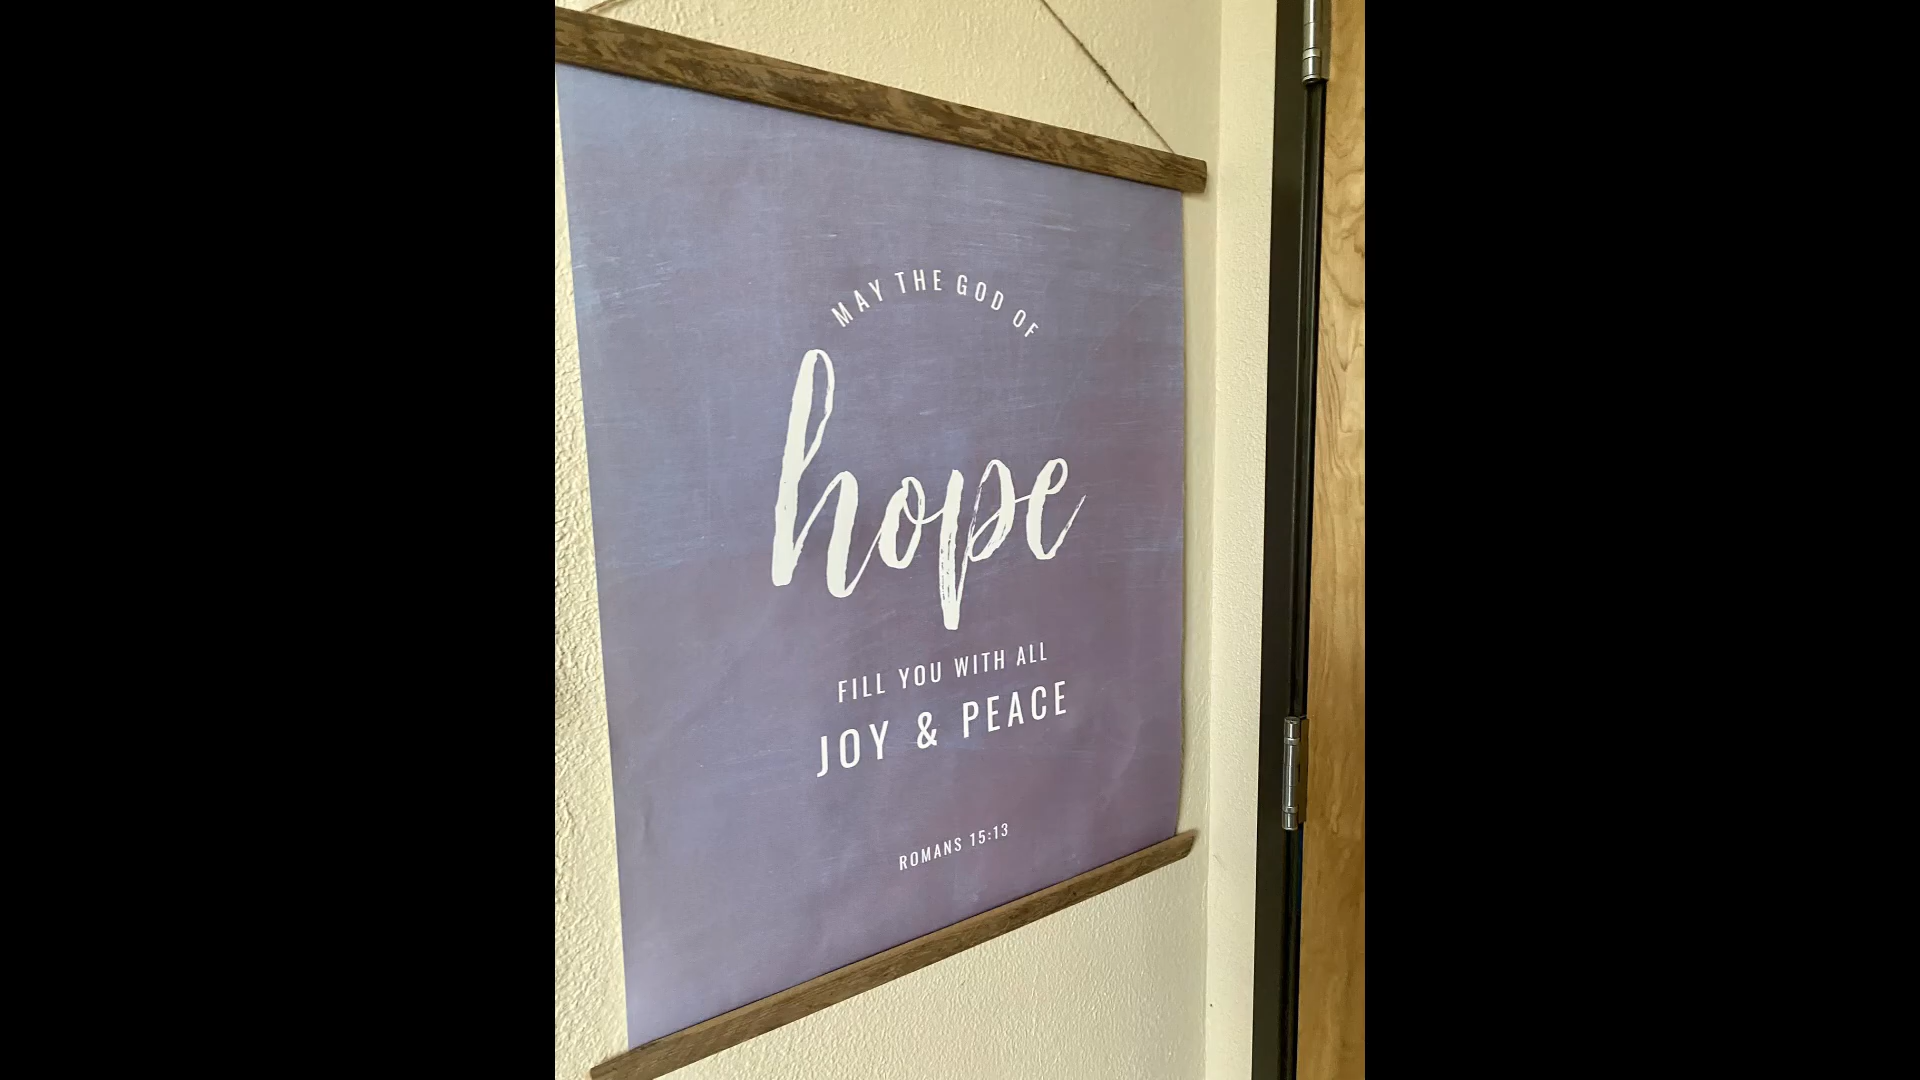 MAY THE GOD OF
hope
FILL YOU WITH ALL
JOY & PEACE
ROMANS 15:13